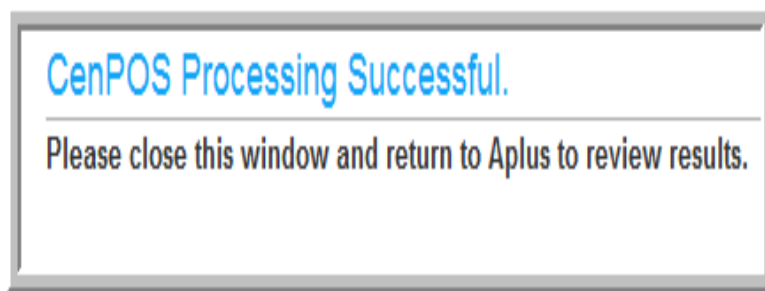 CenPOS Processing Successful.
Please close this window and return to Aplus to review results.